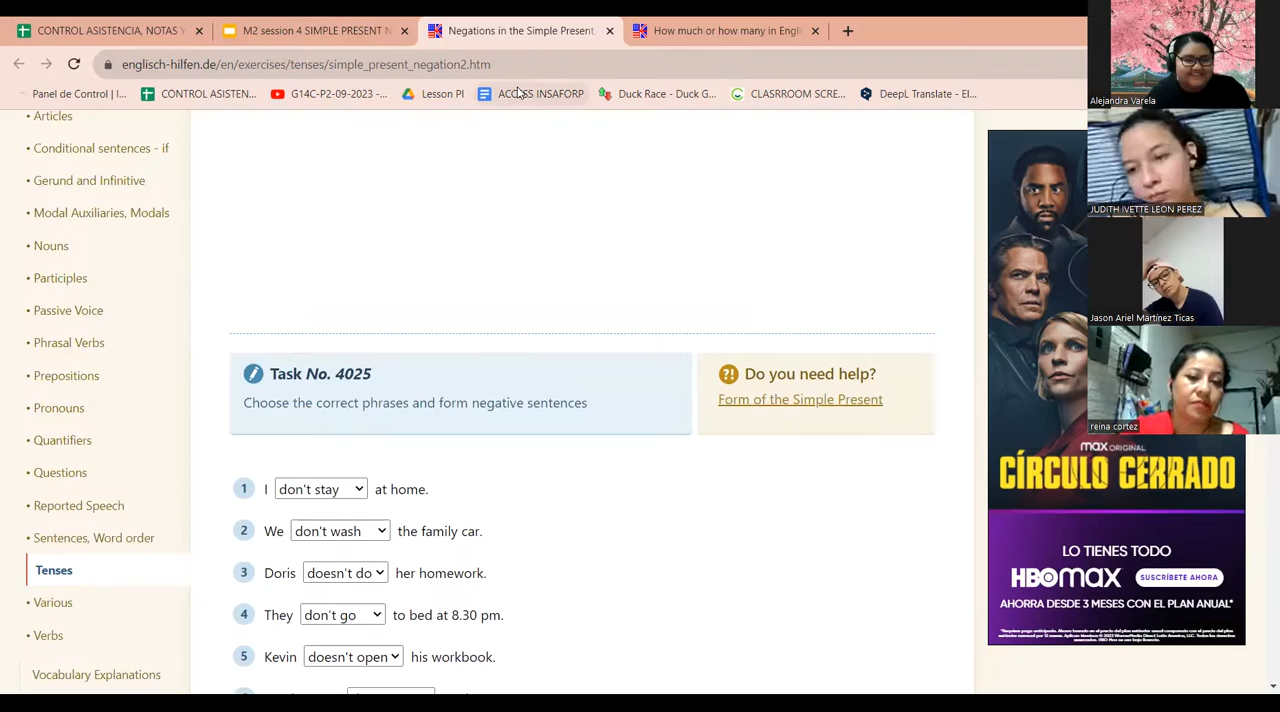 CONTROL ASISTENCIA, NOTAS Y
M2 session 4 SIMPLE PRESENT N
Negations in the Simple Present,
How much or how many in Engli
englisch-hilfen.de/en/exercises/tenses/simple_present_negation2.htm
Panel de Control | I...
CONTROL ASISTEN...
G14C-P2-09-2023 -...
Lesson Pl
ACCESS INSAFORP
Duck Race - Duck G...
CLASRROOM SCRE...
DeepL Translate - El...
• Articles
• Conditional sentences - if
• Gerund and Infinitive
• Modal Auxiliaries, Modals
• Nouns
• Participles
• Passive Voice
• Phrasal Verbs
• Prepositions
• Pronouns
• Quantifiers
• Questions
• Reported Speech
• Sentences, Word order
Tenses
• Various
• Verbs
Vocabulary Explanations
Task No. 4025
Choose the correct phrases and form negative sentences
?! Do you need help?
Form of the Simple Present
1 I don't stay at home.
2 We don't wash the family car.
3 Doris doesn't do her homework.
4 They don't go to bed at 8.30 pm.
5 Kevin doesn't open his workbook.
Alejandra Varela
JUDITH IVETTE LEON PEREZ
Jason Ariel Martínez Ticas
reina cortez
max ORIGINAL
CÍRCULO CERRADO
LO TIENES TODO
HBOMAX SUSCRÍBETE AHORA
AHORRA DESDE 3 MESES CON EL PLAN ANUAL*